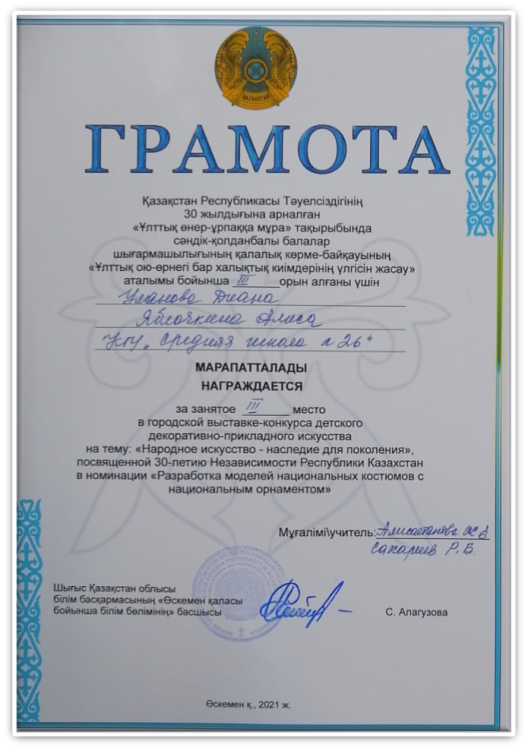 ҚАЗАҚСТАН
ГРАМОТА
Қазақстан Республикасы Тәуелсіздігінің
30 жылдығына арналған
«Ұлттық өнер-ұрпаққа мұра» тақырыбында
сәндік-қолданбалы балалар
шығармашылығының қалалық көрме-байқауының
«Ұлттық ою-өрнегі бар халықтық киімдерінің үлгісін жасау»
аталымы бойынша III орын алғаны үшін
Уланова Диана
Яблочкина Алиса
КГУ „Средняя школа № 26"
МАРАПАТТАЛАДЫ
НАГРАЖДАЕТСЯ
за занятое III место
в городской выставке-конкурса детского
декоративно-прикладного искусства
на тему: «Народное искусство - наследие для поколения»,
посвященной 30-летию Независимости Республики Казахстан
в номинации «Разработка моделей национальных костюмов с
национальным орнаментом»
Мұғалімі\учитель:
Сахариев Р.Б
Шығыс Қазақстан облысы
білім басқармасының «Өскемен қаласы
бойынша білім бөлімінің» басшысы
С. Алагузова
Өскемен қ., 2021 ж.